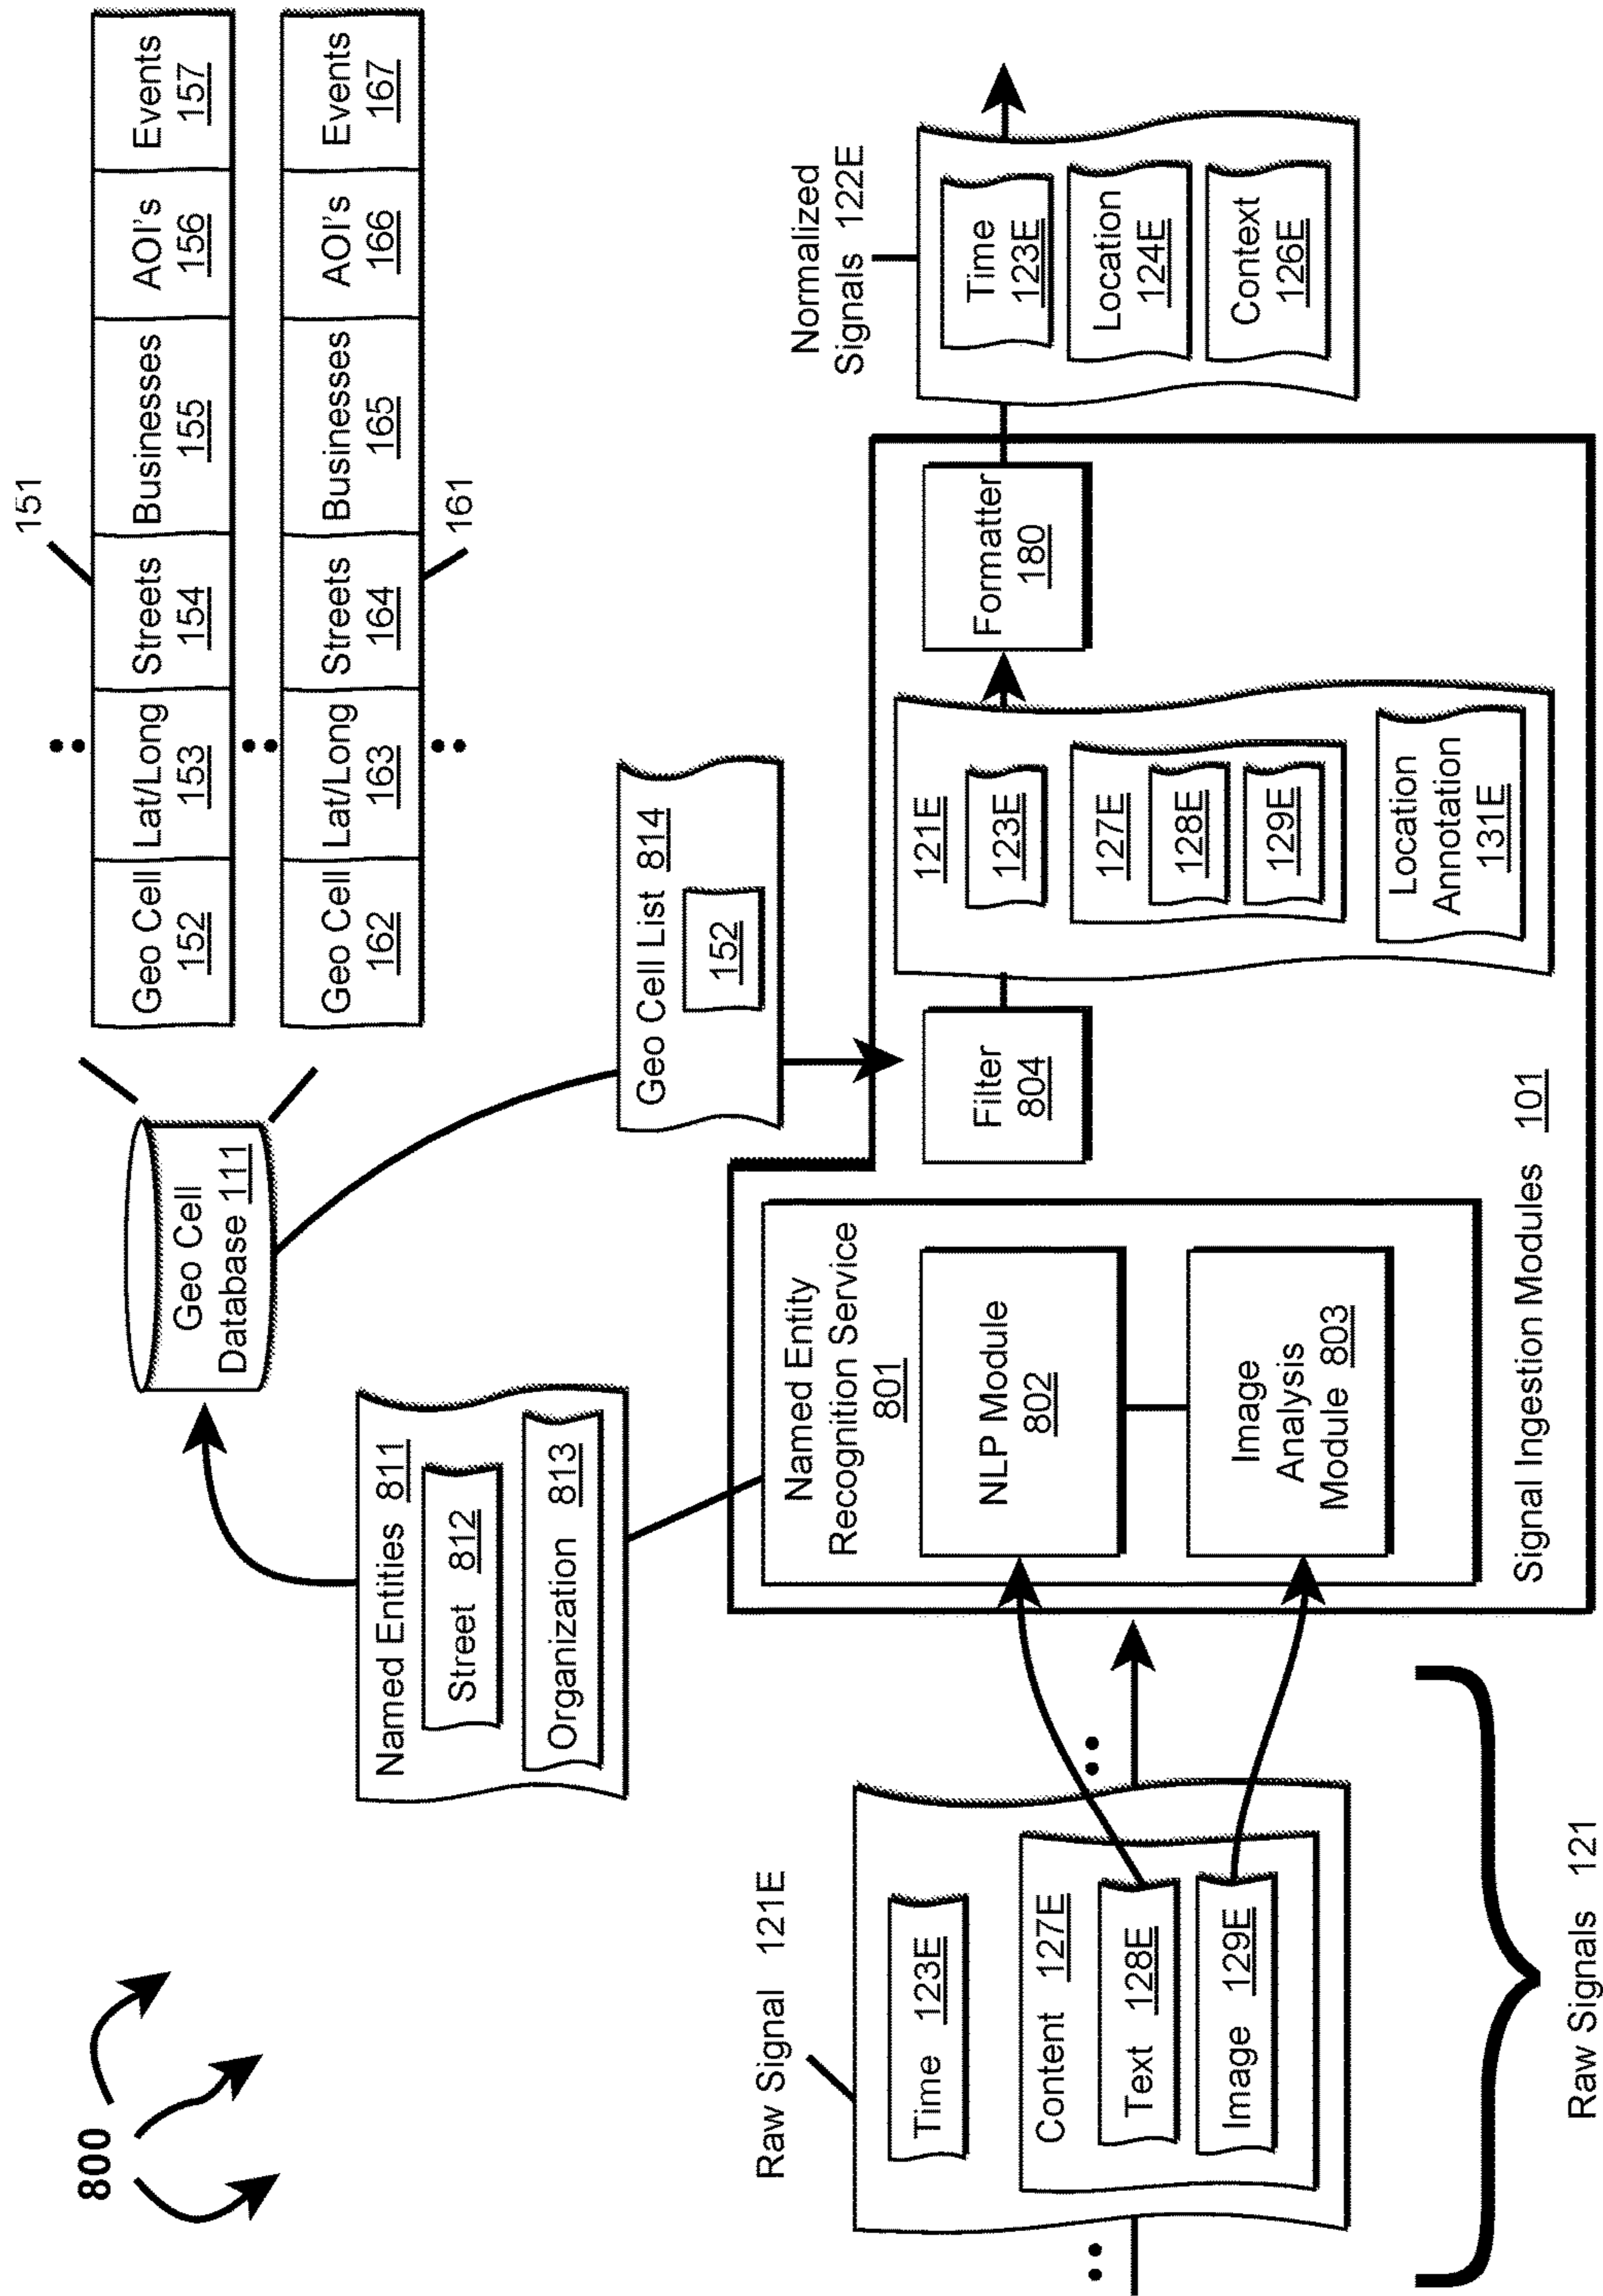 800
151
Geo Cell
152
Lat/Long
153
Streets
154
Businesses
155
AOI's
156
Events
157
Geo Cell
Database 111
Geo Cell
162
Lat/Long
163
Streets
164
Businesses
165
AOI's
166
Events
167
161
Named Entities 811
Street 812
Organization 813
Geo Cell List 814
152
Raw Signal 121E
Time 123E
Content 127E
Text 128E
Image 129E
Raw Signals 121
Named Entity
Recognition Service
801
NLP Module
802
Image
Analysis
Module 803
Signal Ingestion Modules 101
Filter
804
121E
123E
127E
128E
129E
Location
Annotation
131E
Formatter
180
Normalized
Signals 122E
Time
123E
Location
124E
Context
126E